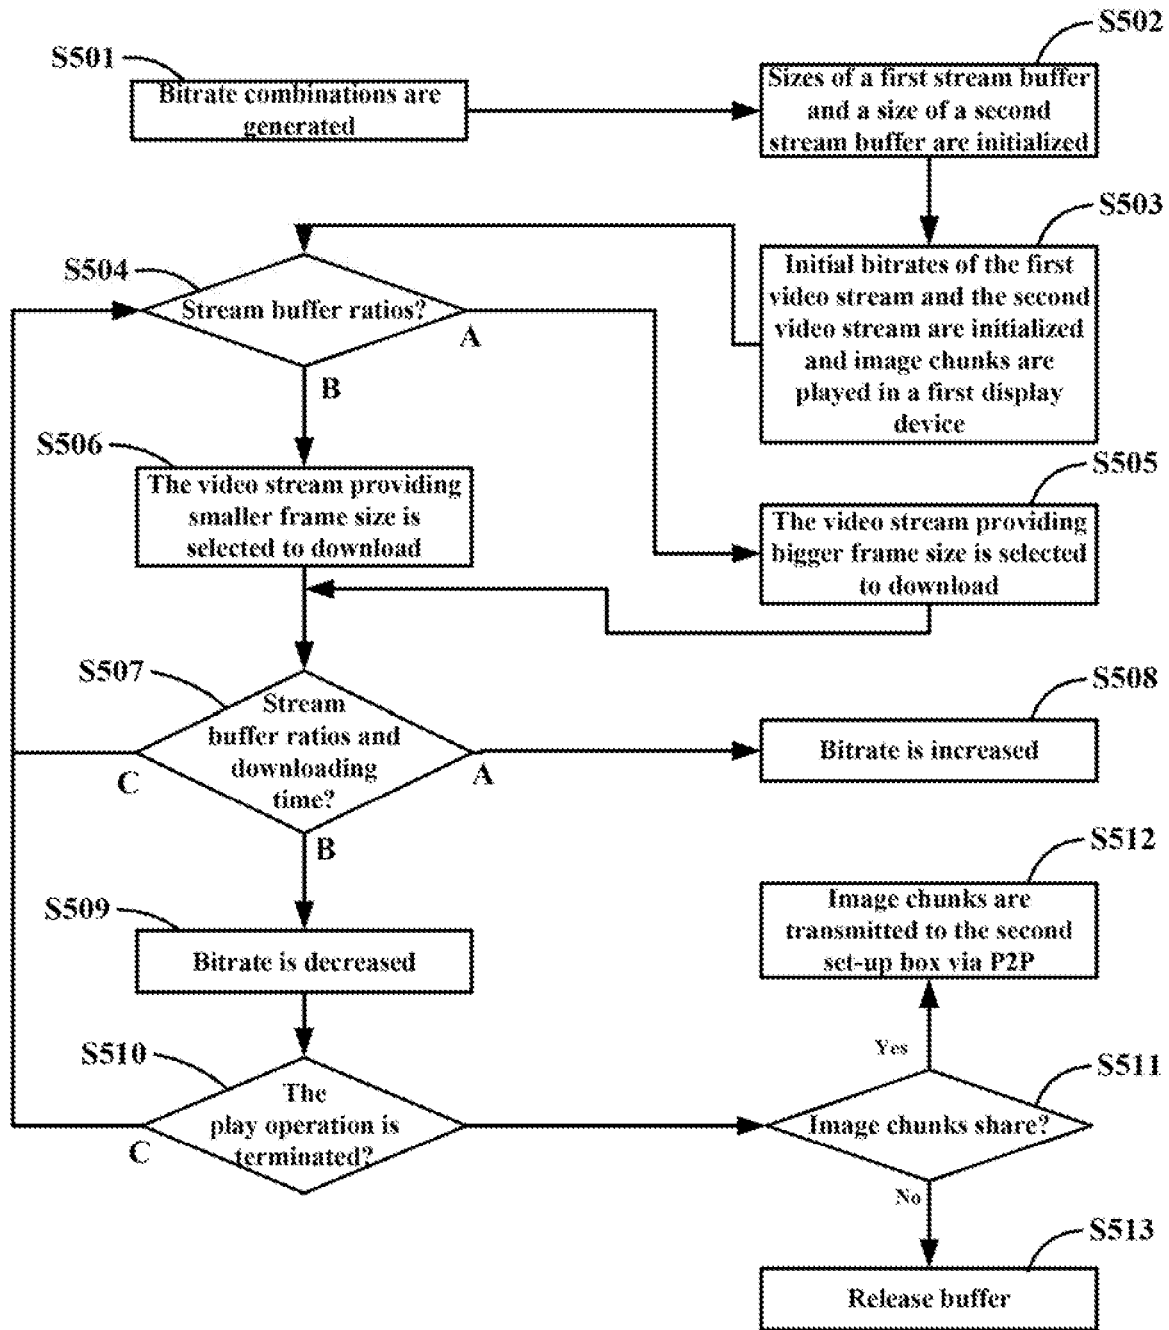 S501
Bitrate combinations are
generated
S502
Sizes of a first stream buffer
and a size of a second
stream buffer are initialized
S503
Initial bitrates of the first
video stream and the second
video stream are initialized
and image chunks are
played in a first display
device
S504
Stream buffer ratios?
A
B
S505
The video stream providing
bigger frame size is selected
to download
S506
The video stream providing
smaller frame size is
selected to download
S507
Stream
buffer ratios and
downloading
time?
C
A
B
S508
Bitrate is increased
S509
Bitrate is decreased
S510
The
play operation is
terminated?
C
S511
Image chunks share?
Yes
No
S512
Image chunks are
transmitted to the second
set-up box via P2P
S513
Release buffer